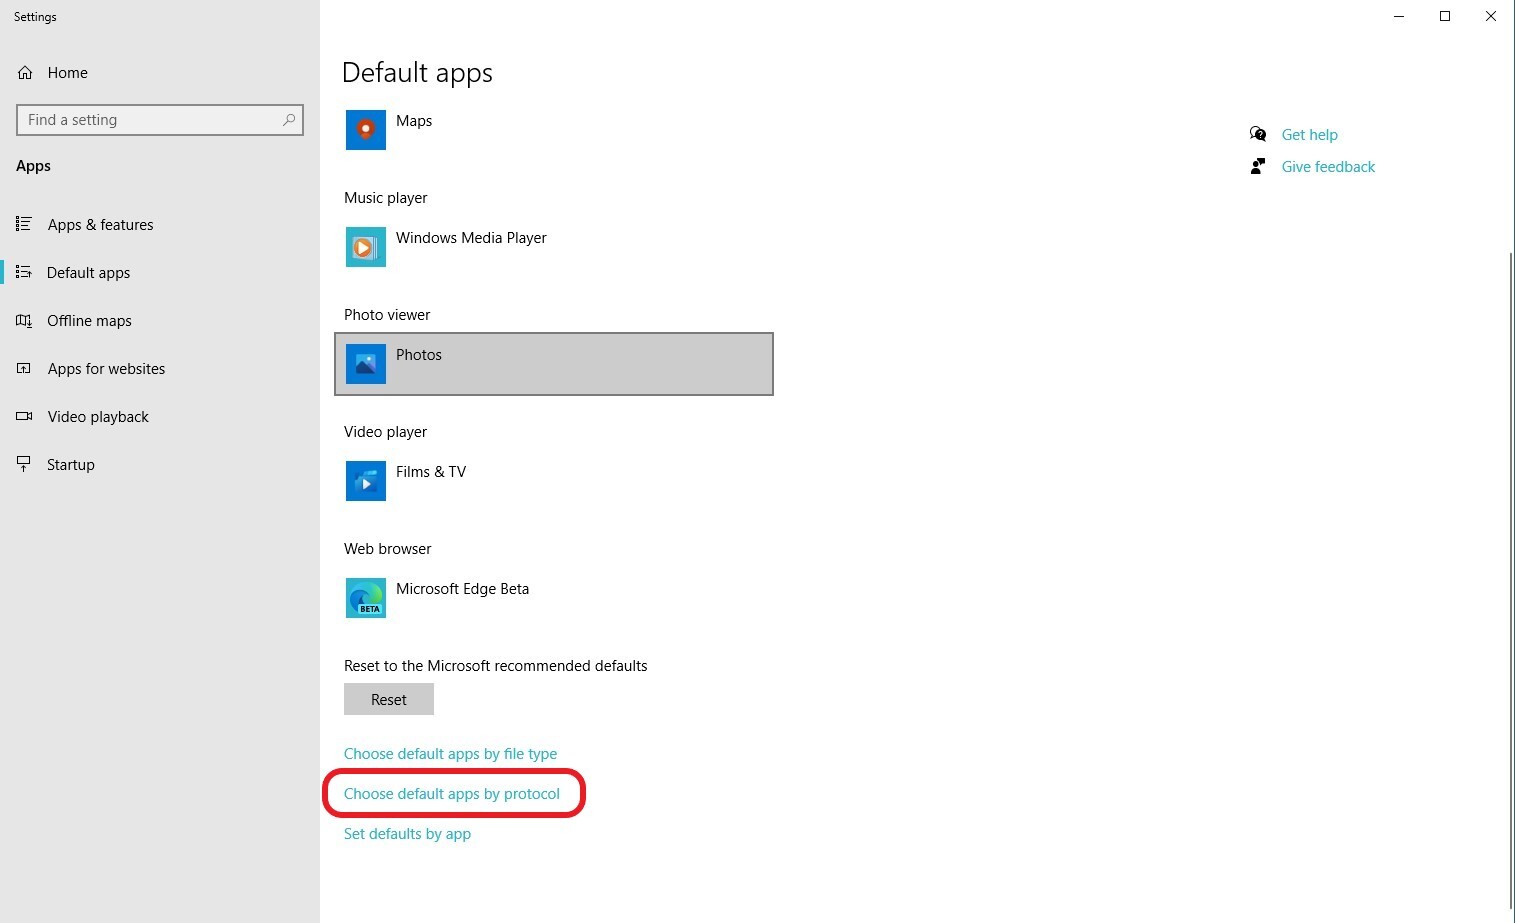 Settings
Home
Find a setting
Apps
Apps & features
Default apps
Offline maps
Apps for websites
Video playback
Startup
Default apps
Maps
Music player
Windows Media Player
Photo viewer
Photos
Video player
Films & TV
Web browser
BETA
Microsoft Edge Beta
Reset to the Microsoft recommended defaults
Reset
Choose default apps by file type
Choose default apps by protocol
Set defaults by app
Get help
Give feedback